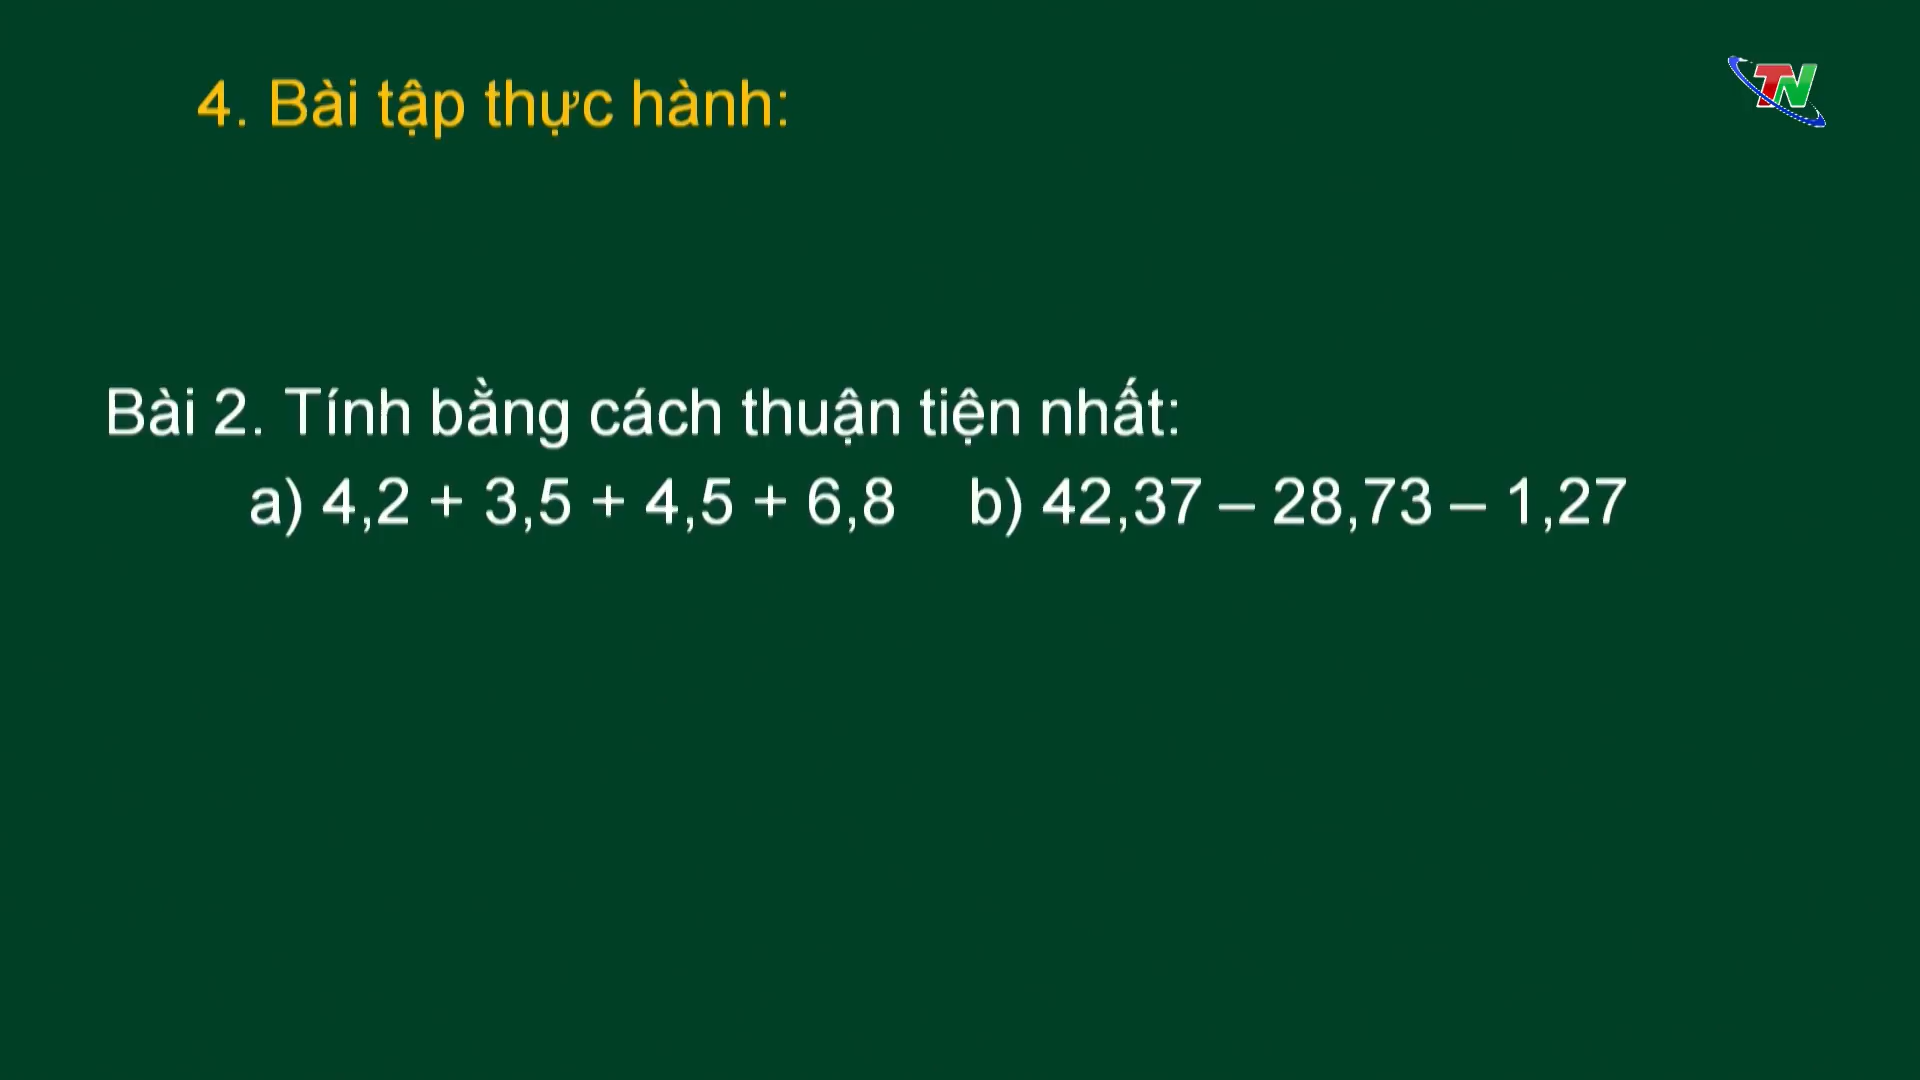 4. Bài tập thực hành:
TN
Bài 2. Tính bằng cách thuận tiện nhất:
a) 4,2 + 3,5 + 4,5 + 6,8 b) 42,37 – 28,73 – 1,27